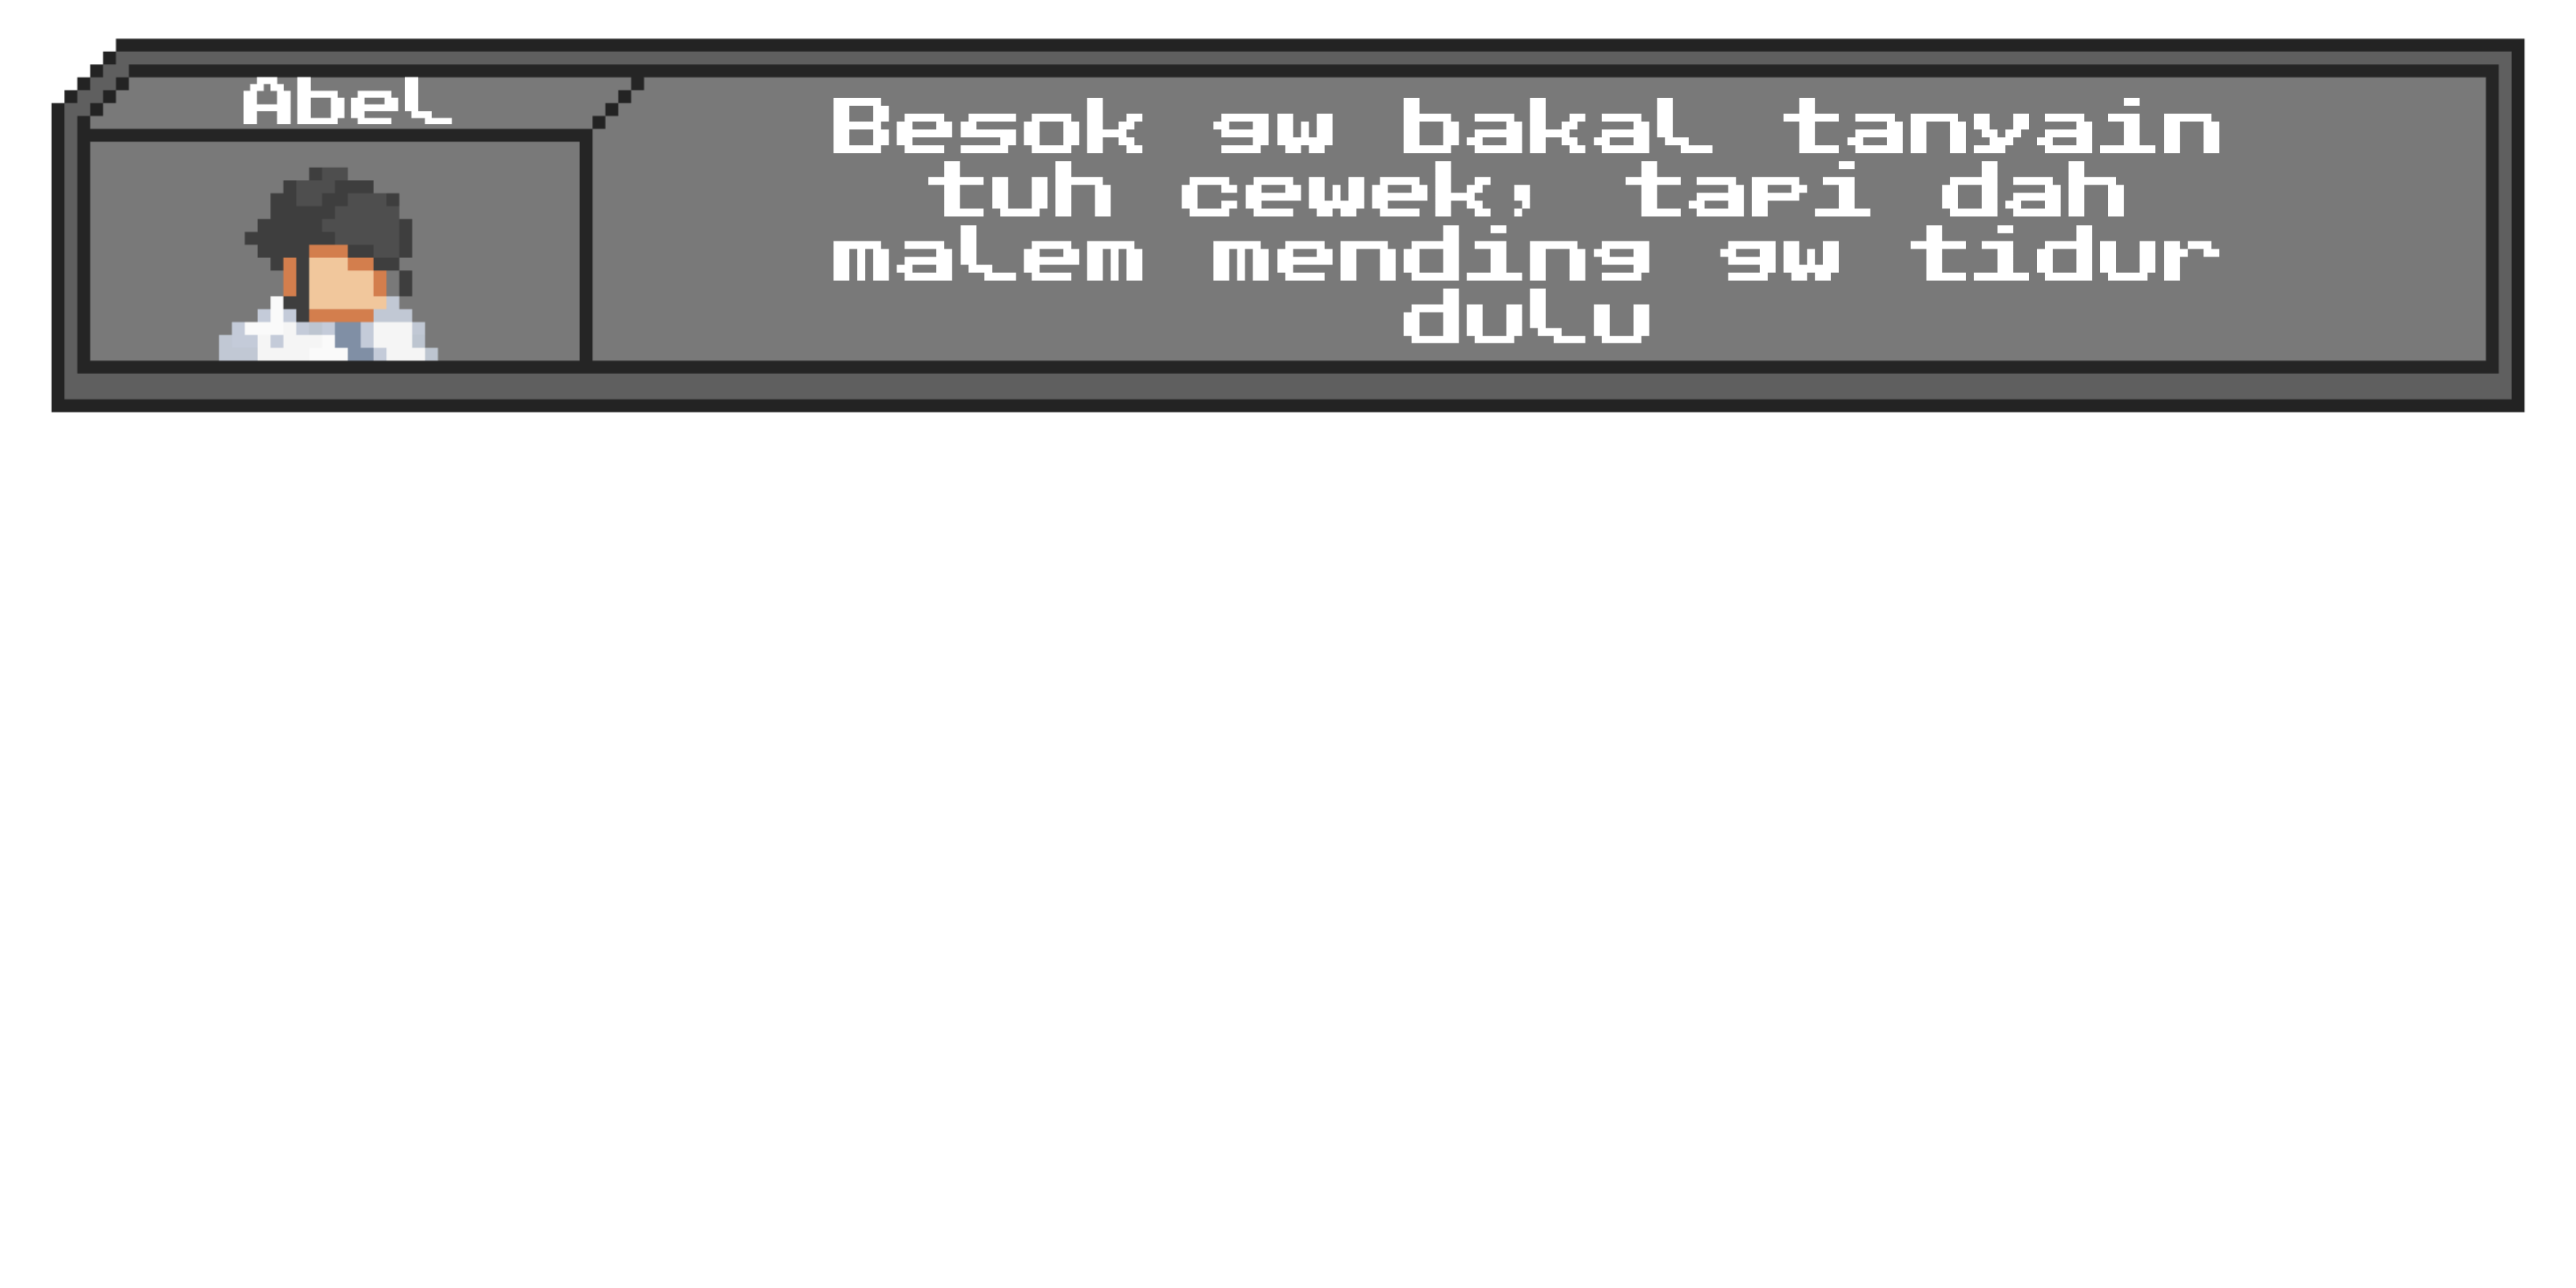 Abel
Besok gw bakal tanyain
tuh cewek, tapi dah
malem mending gw tidur
dulu